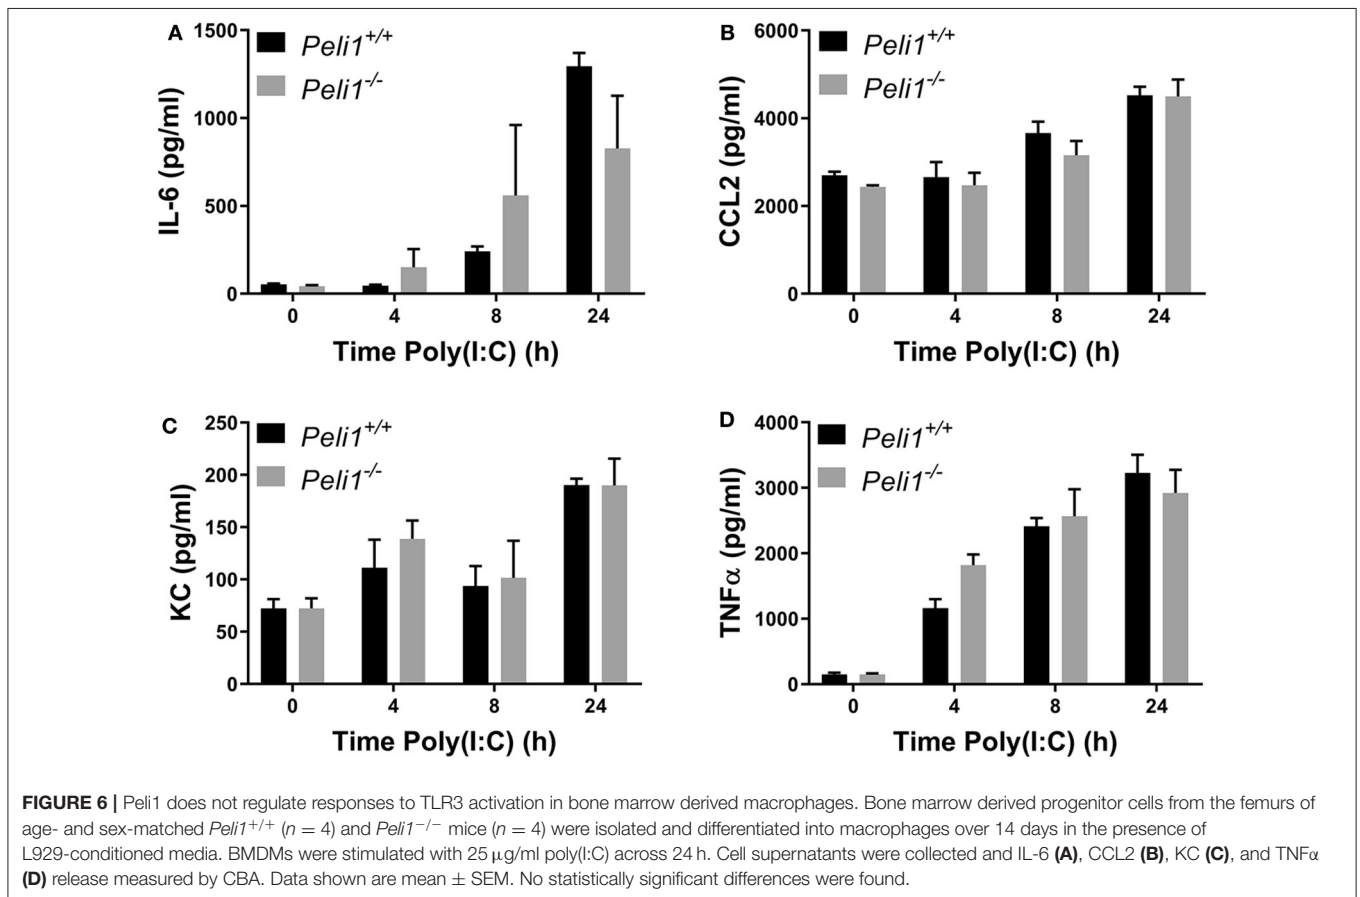 A
Peli1+/+
Peli1-/-
IL-6 (pg/ml)
1500
1000
500
0
0 4 8 24
Time Poly(I:C) (h)
B
Peli1+/+
Peli1-/-
CCL2 (pg/ml)
6000
4000
2000
0
0 4 8 24
Time Poly(I:C) (h)
C
Peli1+/+
Peli1-/-
KC (pg/ml)
250
200
150
100
50
0
0 4 8 24
Time Poly(I:C) (h)
D
Peli1+/+
Peli1-/-
TNFα (pg/ml)
4000
3000
2000
1000
0
0 4 8 24
Time Poly(I:C) (h)
FIGURE 6 | Peli1 does not regulate responses to TLR3 activation in bone marrow derived macrophages. Bone marrow derived progenitor cells from the femurs of
age- and sex-matched Peli1+/+ (n = 4) and Peli1−/− mice (n = 4) were isolated and differentiated into macrophages over 14 days in the presence of
L929-conditioned media. BMDMs were stimulated with 25 μg/ml poly(I:C) across 24 h. Cell supernatants were collected and IL-6 (A), CCL2 (B), KC (C), and TNFα
(D) release measured by CBA. Data shown are mean ± SEM. No statistically significant differences were found.